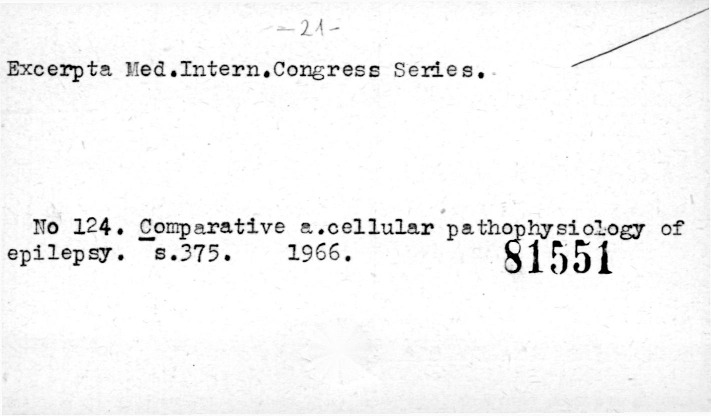 -21-
Excerpta Med.Intern.Congress Series.
No 124. Comparative a.cellular pathophysiology of
epilepsy. s.375. 1966. 81551